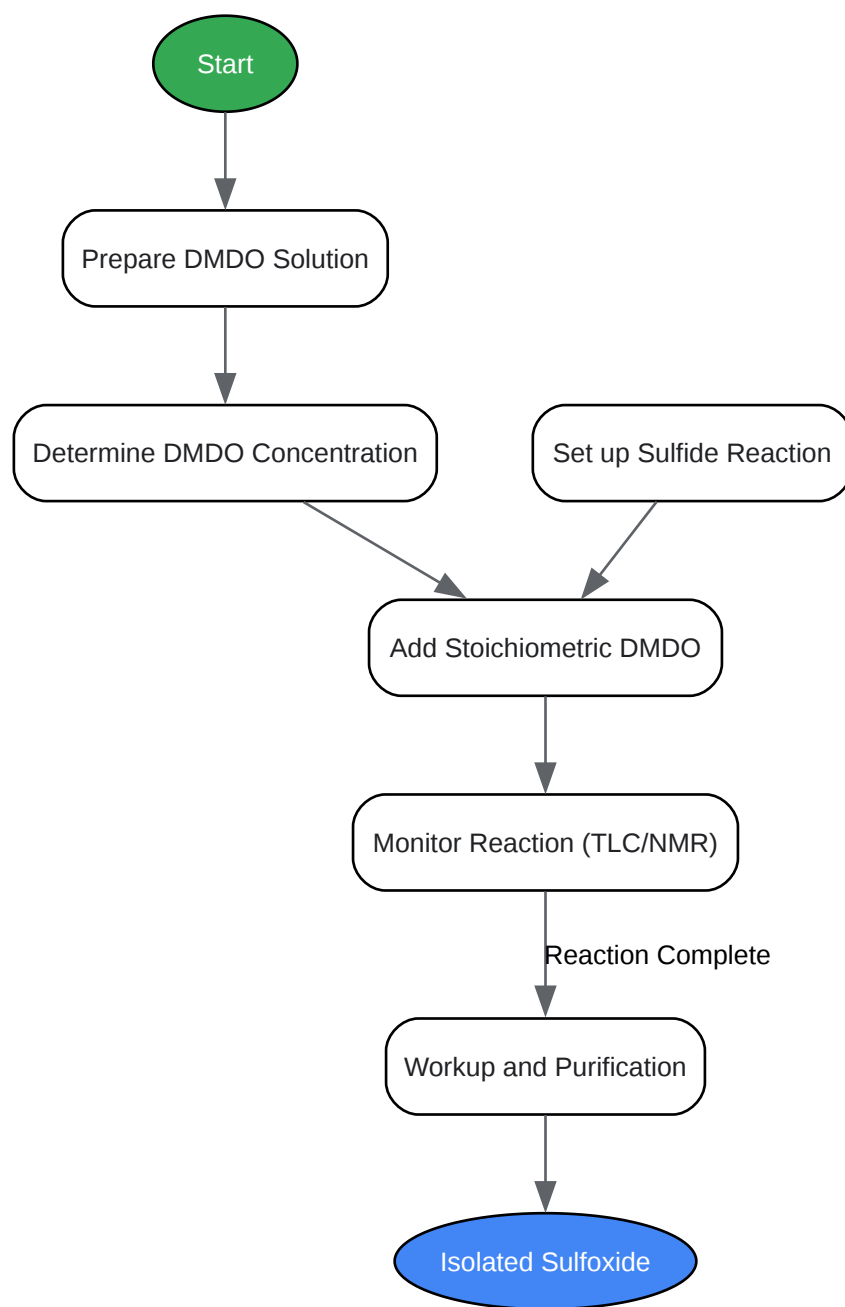 Start
Prepare DMDO Solution
Determine DMDO Concentration
Set up Sulfide Reaction
Add Stoichiometric DMDO
Monitor Reaction (TLC/NMR)
Reaction Complete
Workup and Purification
Isolated Sulfoxide